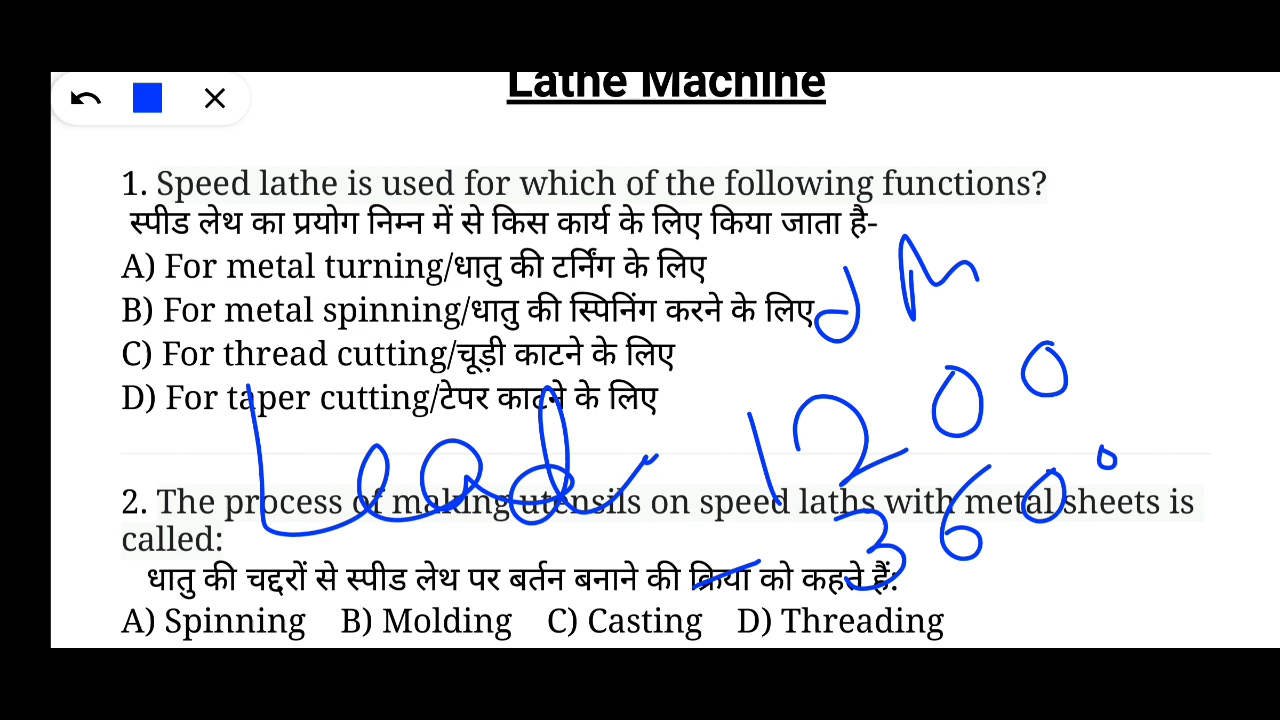 Lathe Machine
1. Speed lathe is used for which of the following functions?
स्पीड लेथ का प्रयोग निम्न में से किस कार्य के लिए किया जाता है-
A) For metal turning/धातु की टर्निंग के लिए
B) For metal spinning/धातु की स्पिनिंग करने के लिए
C) For thread cutting/चूड़ी काटने के लिए
D) For taper cutting/टेपर काटने के लिए
Lead 120°
360°
2. The process of making utensils on speed laths with metal sheets is
called:
धातु की चद्दरों से स्पीड लेथ पर बर्तन बनाने की क्रिया को कहते हैं:
A) Spinning B) Molding C) Casting D) Threading